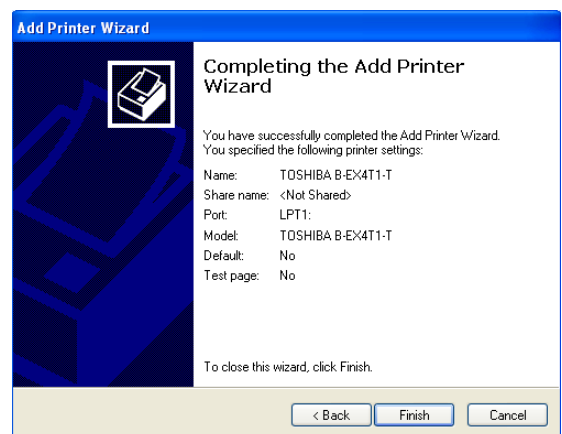 Add Printer Wizard
Completing the Add Printer
Wizard
You have successfully completed the Add Printer Wizard.
You specified the following printer settings:
Name: TOSHIBA B-EX4T1-T
Share name: <Not Shared>
Port: LPT1:
Model: TOSHIBA B-EX4T1-T
Default: No
Test page: No
To close this wizard, click Finish.
< Back Finish Cancel